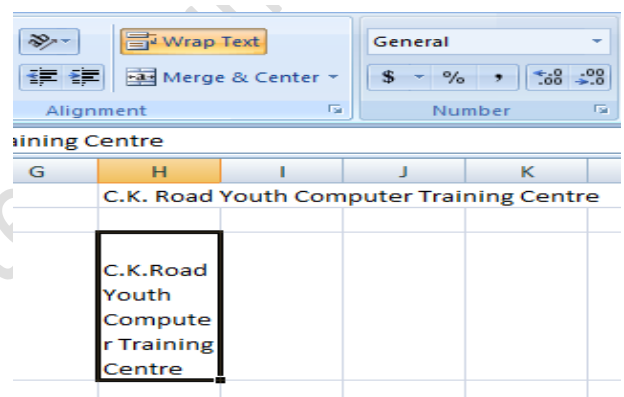 Wrap Text
General
Merge & Center
$ % , .00 .0
Alignment
Number
aining Centre
G H I J K
C.K. Road Youth Computer Training Centre
C.K.Road
Youth
Compute
r Training
Centre